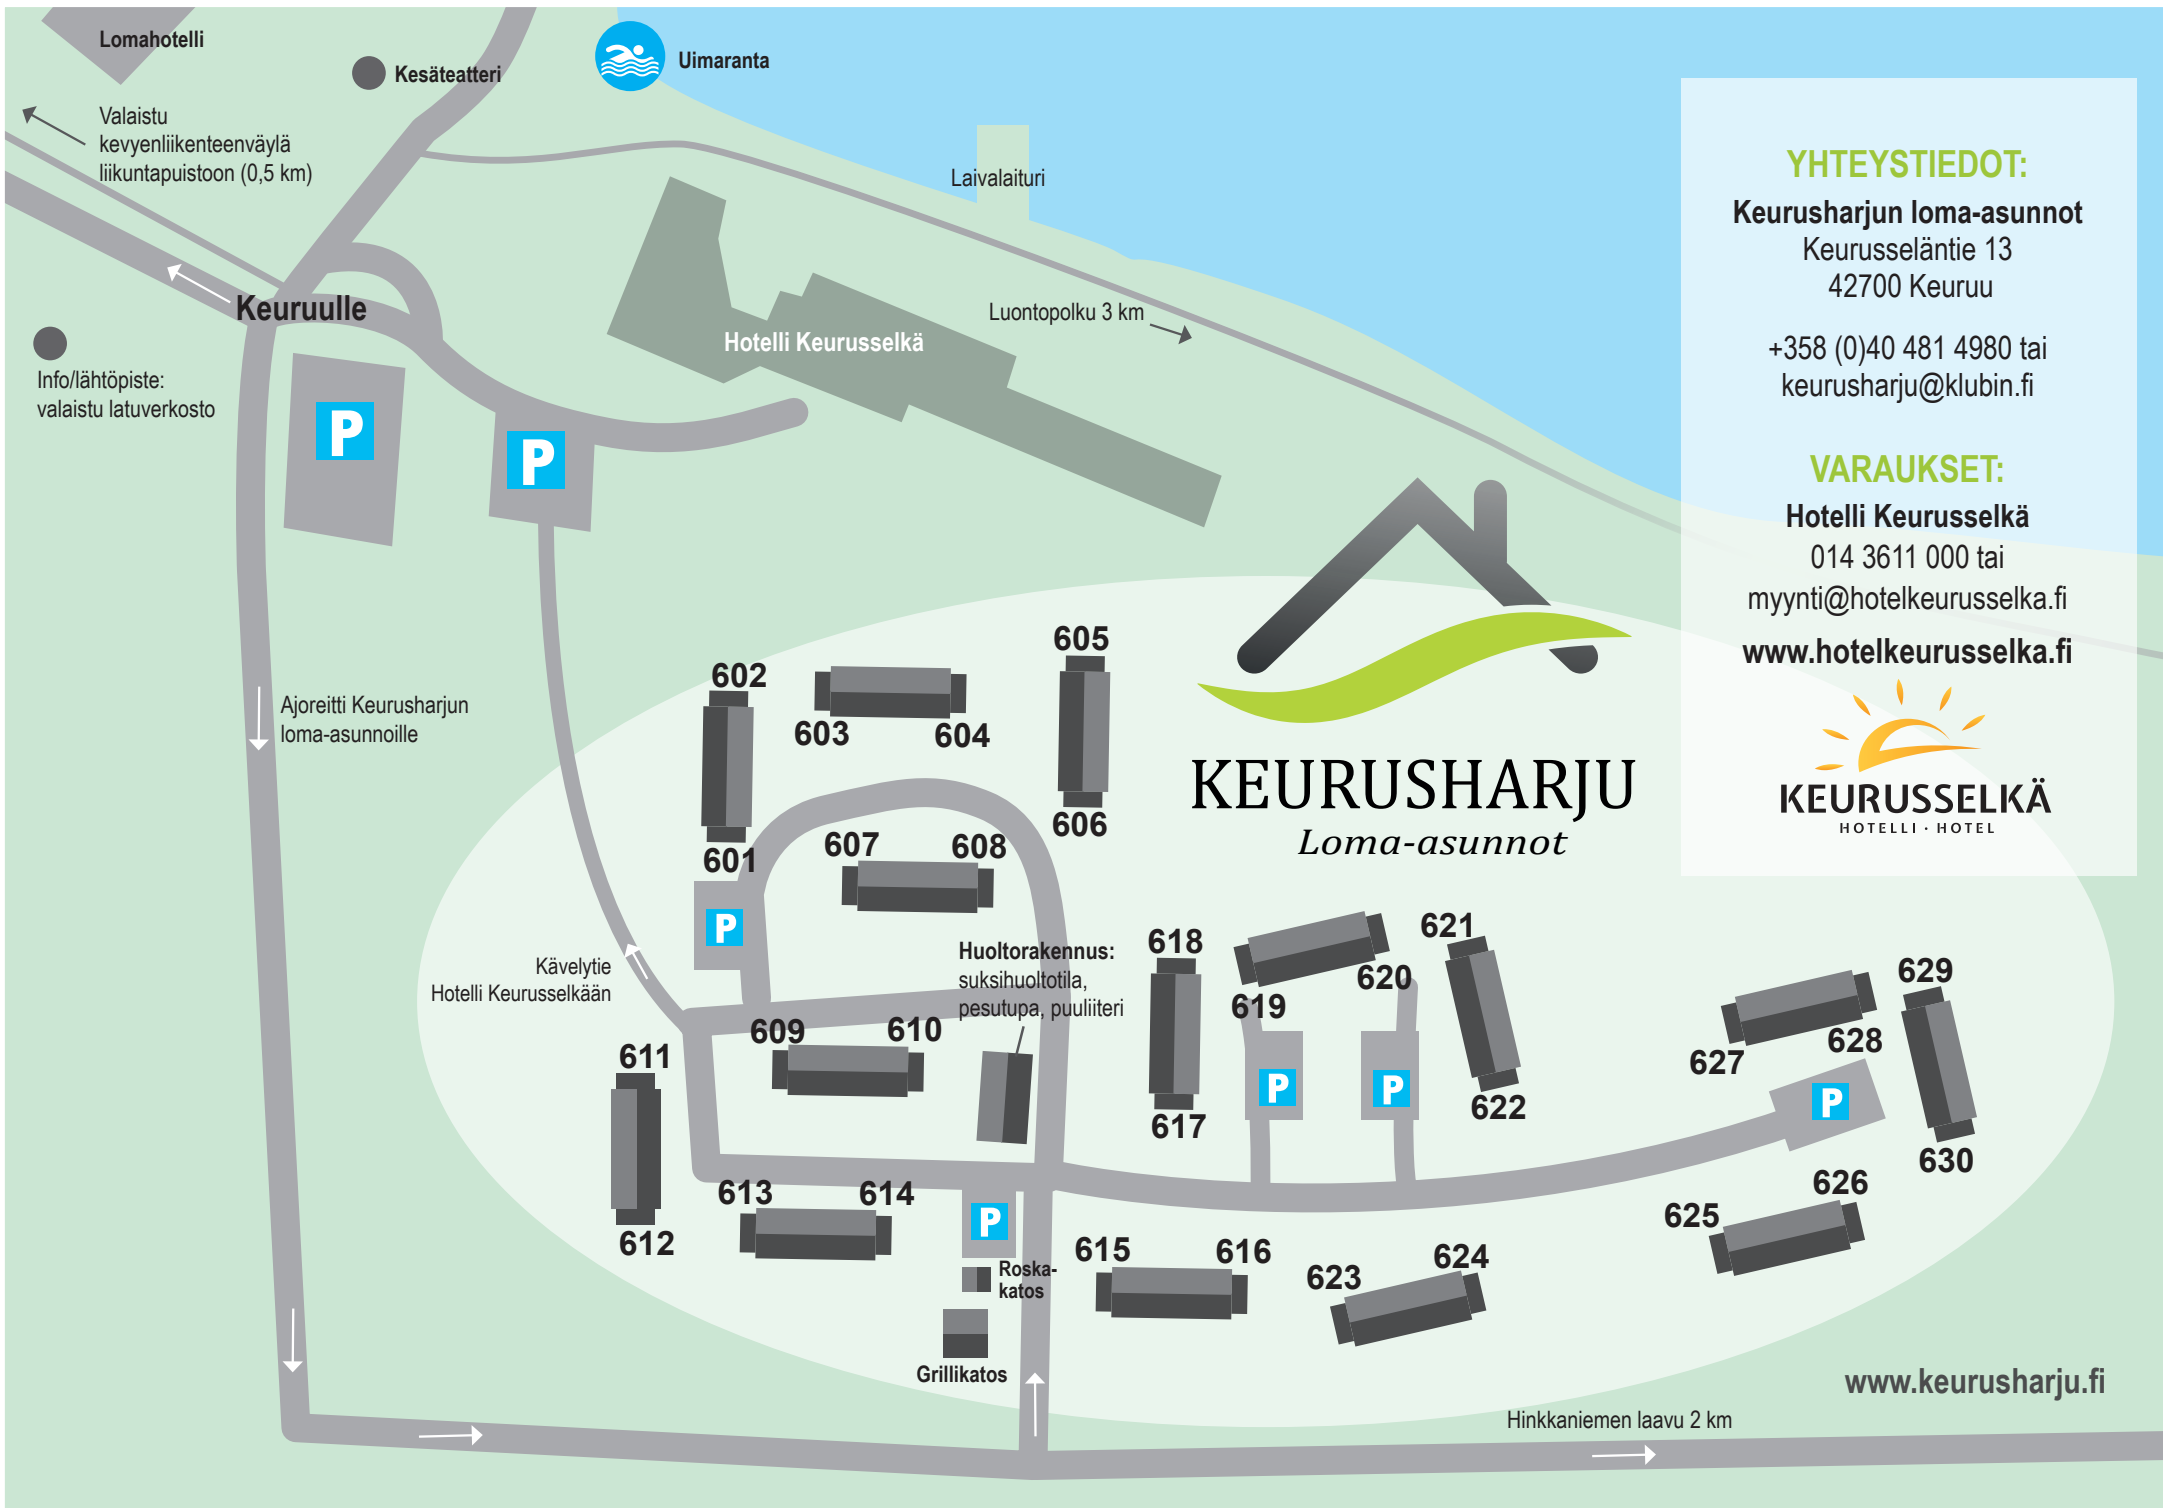 Lomahotelli
Kesäteatteri
Uimaranta
Valaistu
kevyenliikenteenväylä
liikuntapuistoon (0,5 km)
Laivalaituri
Keuruulle
Luontopolku 3 km
Hotelli Keurusselkä
Info/lähtöpiste:
valaistu latuverkosto
P
P
YHTEYSTIEDOT:
Keurusharjun loma-asunnot
Keurusseläntie 13
42700 Keuruu
+358 (0)40 481 4980 tai
keurusharju@klubin.fi
VARAUKSET:
Hotelli Keurusselkä
014 3611 000 tai
myynti@hotelkeurusselka.fi
www.hotelkeurusselka.fi
KEURUSSELKÄ
HOTELLI · HOTEL
KEURUSHARJU
Loma-asunnot
Ajoreitti Keurusharjun
loma-asunnoille
602
603
604
605
606
601
607
608
P
Kävelytie
Hotelli Keurusselkään
Huoltorakennus:
suksihuoltotila,
pesutupa, puuliiteri
609
610
611
612
613
614
P
Roska-
katos
Grillikatos
615
616
618
617
619
620
621
622
P
P
623
624
625
626
627
628
629
630
P
www.keurusharju.fi
Hinkkaniemen laavu 2 km